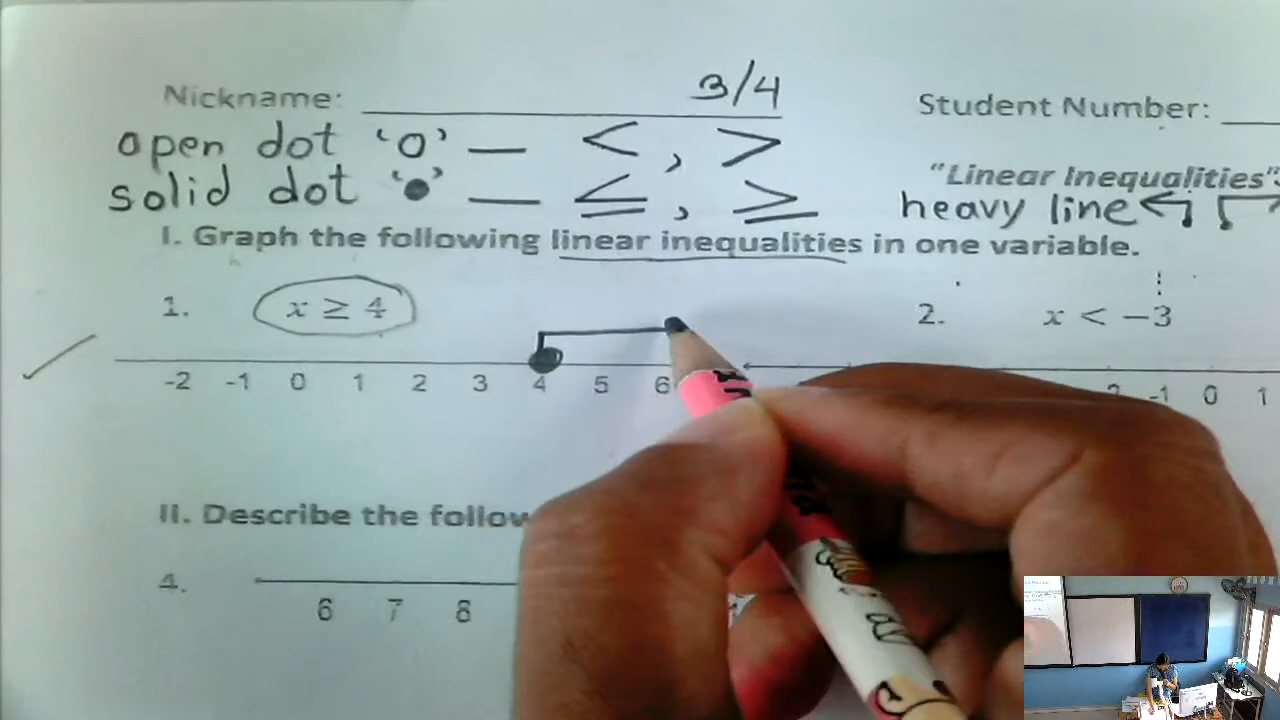 Nickname: 3/4
Student Number:
open dot 'o' — < , >
solid dot '●' — ≤ , ≥
"Linear Inequalities"
heavy line
I. Graph the following linear inequalities in one variable.
1. x ≥ 4
2. x < −3
-2 -1 0 1 2 3 4 5 6
-1 0 1
II. Describe the
4.
6 7 8